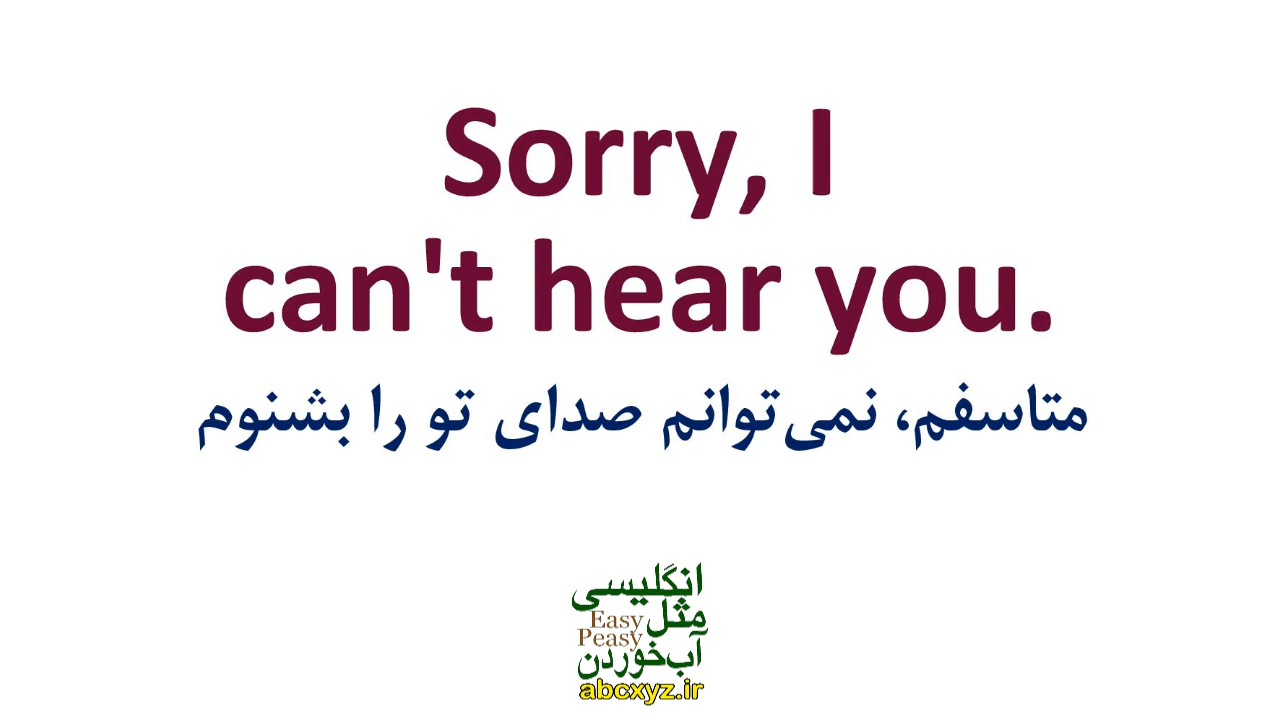 Sorry, I
can't hear you.
متاسفم، نمی‌توانم صدای تو را بشنوم
انگلیسی
مثل
Easy
Peasy
آب‌خوردن
abcxyz.ir